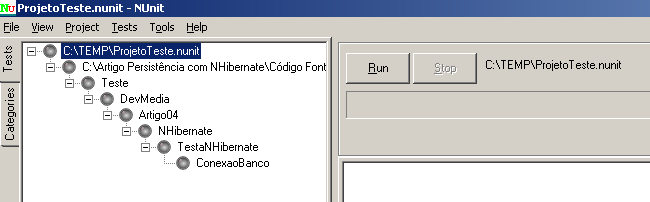 ProjetoTeste.nunit - NUnit
File View Project Tests Tools Help
Tests
Categories
C:\TEMP\ProjetoTeste.nunit
C:\Artigo Persistência com NHibernate\Código Font
Teste
DevMedia
Artigo04
NHibernate
TestaNHibernate
ConexaoBanco
Run Stop C:\TEMP\ProjetoTeste.nunit